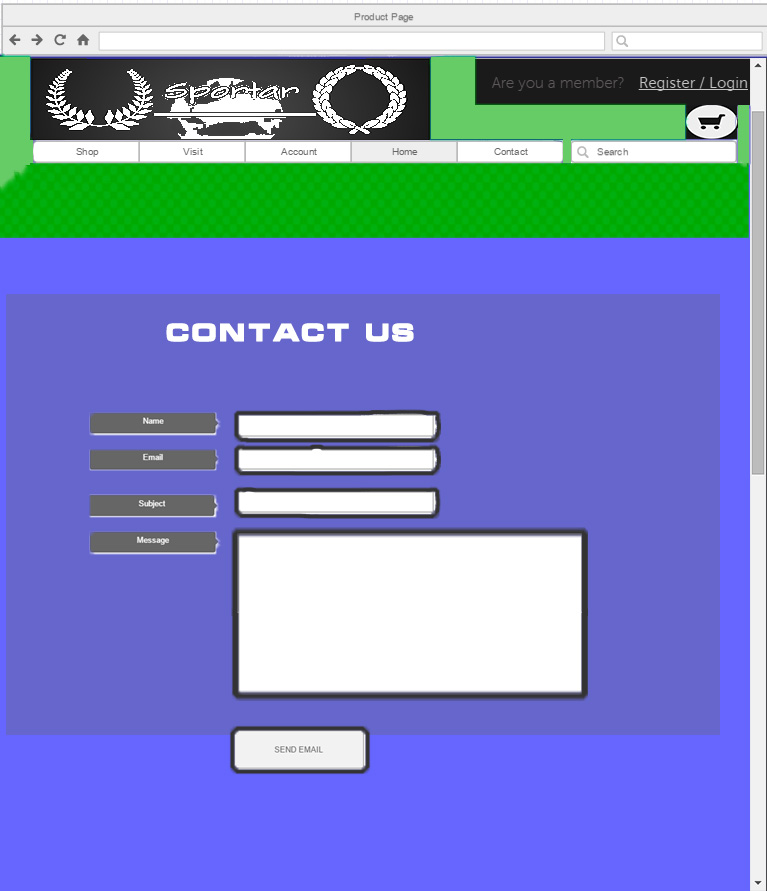 Product Page
Sportar
Are you a member? Register / Login
Shop Visit Account Home Contact Search
CONTACT US
Name
Email
Subject
Message
SEND EMAIL